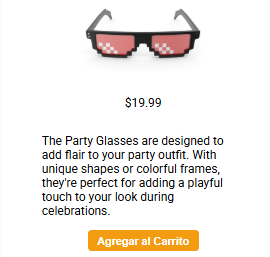 $19.99
The Party Glasses are designed to
add flair to your party outfit. With
unique shapes or colorful frames,
they're perfect for adding a playful
touch to your look during
celebrations.
Agregar al Carrito